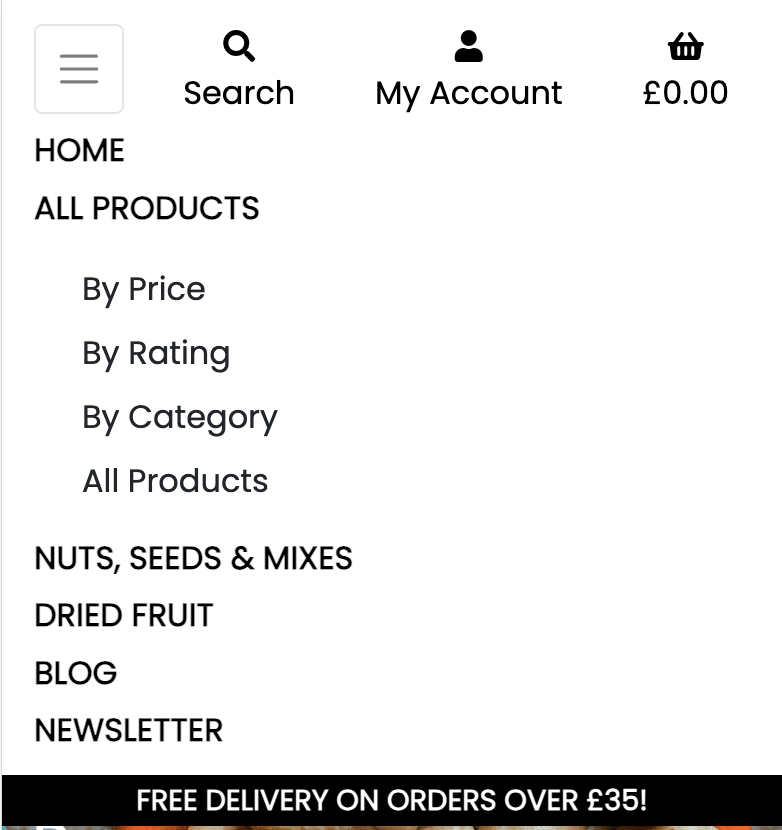 Search
My Account
£0.00
HOME
ALL PRODUCTS
By Price
By Rating
By Category
All Products
NUTS, SEEDS & MIXES
DRIED FRUIT
BLOG
NEWSLETTER
FREE DELIVERY ON ORDERS OVER £35!